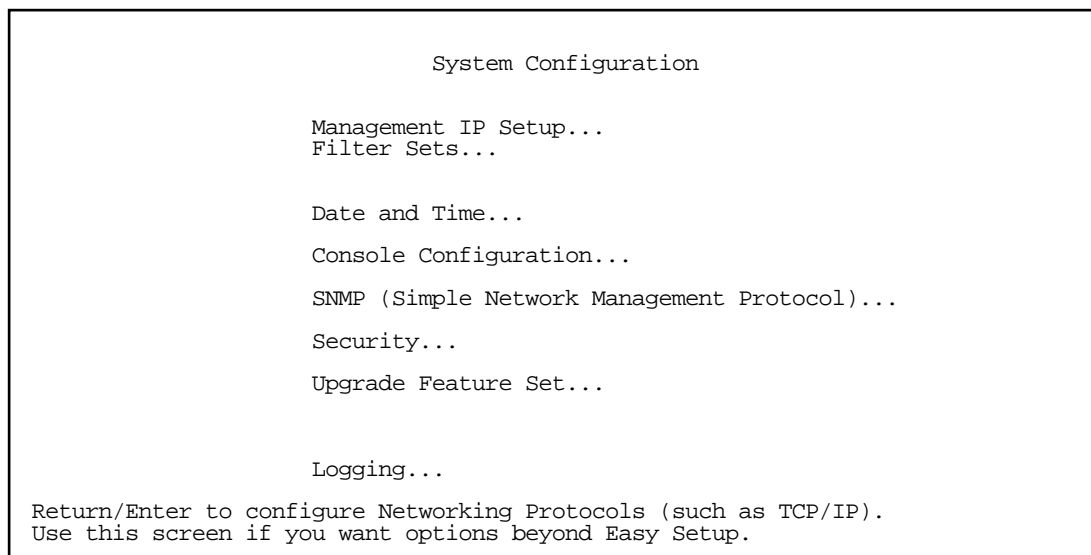 System Configuration
Management IP Setup...
Filter Sets...
Date and Time...
Console Configuration...
SNMP (Simple Network Management Protocol)...
Security...
Upgrade Feature Set...
Logging...
Return/Enter to configure Networking Protocols (such as TCP/IP).
Use this screen if you want options beyond Easy Setup.